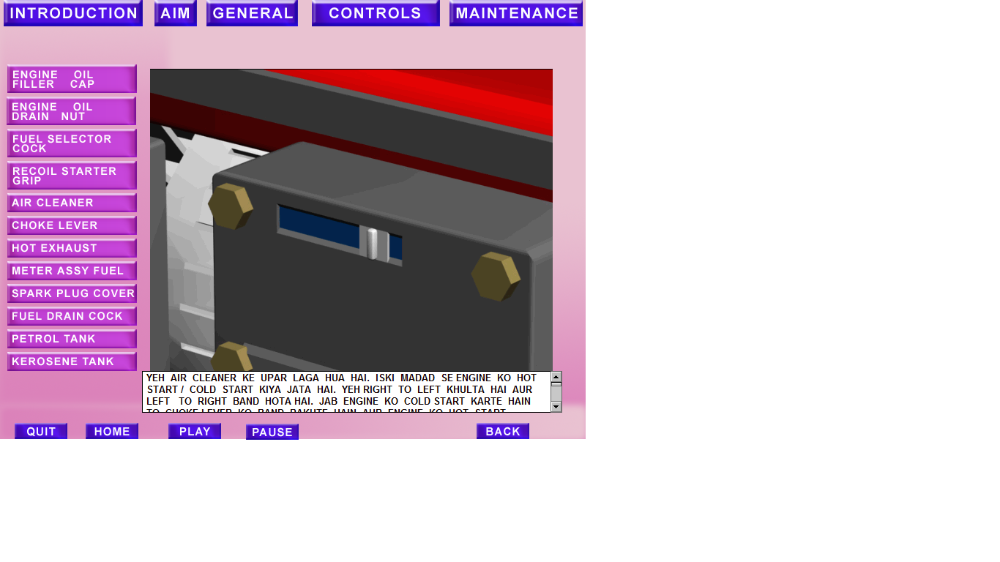 INTRODUCTION AIM GENERAL CONTROLS MAINTENANCE
ENGINE OIL
FILLER CAP
ENGINE OIL
DRAIN NUT
FUEL SELECTOR
COCK
RECOIL STARTER
GRIP
AIR CLEANER
CHOKE LEVER
HOT EXHAUST
METER ASSY FUEL
SPARK PLUG COVER
FUEL DRAIN COCK
PETROL TANK
KEROSENE TANK
YEH AIR CLEANER KE UPAR LAGA HUA HAI. ISKI MADAD SE ENGINE KO HOT
START / COLD START KIYA JATA HAI. YEH RIGHT TO LEFT KHULTA HAI AUR
LEFT TO RIGHT BAND HOTA HAI. JAB ENGINE KO COLD START KARTE HAIN
TO CHOKE LEVER KO BAND RAKHTE HAIN AUR ENGINE KO HOT START
QUIT HOME PLAY PAUSE BACK